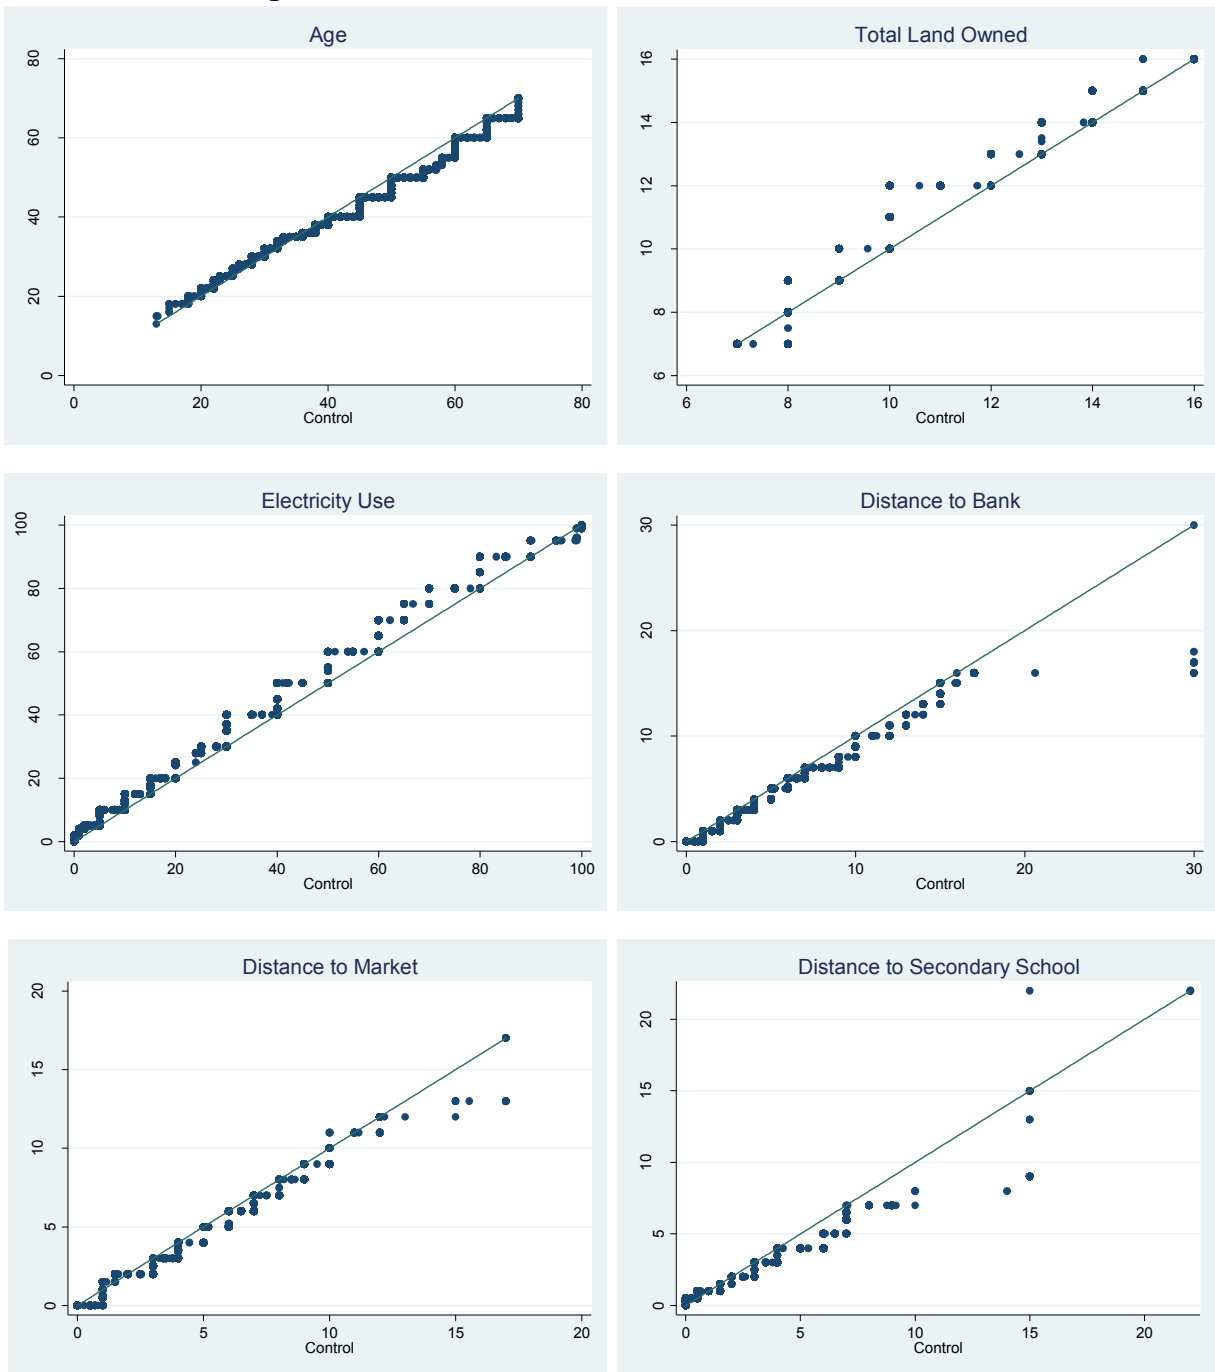 Age
80
60
40
20
0
0 20 40 60 80
Control
Total Land Owned
16
14
12
10
8
6
6 8 10 12 14 16
Control
Electricity Use
100
80
60
40
20
0
0 20 40 60 80 100
Control
Distance to Bank
30
20
10
0
0 10 20 30
Control
Distance to Market
20
15
10
5
0
0 5 10 15 20
Control
Distance to Secondary School
20
15
10
5
0
0 5 10 15 20
Control